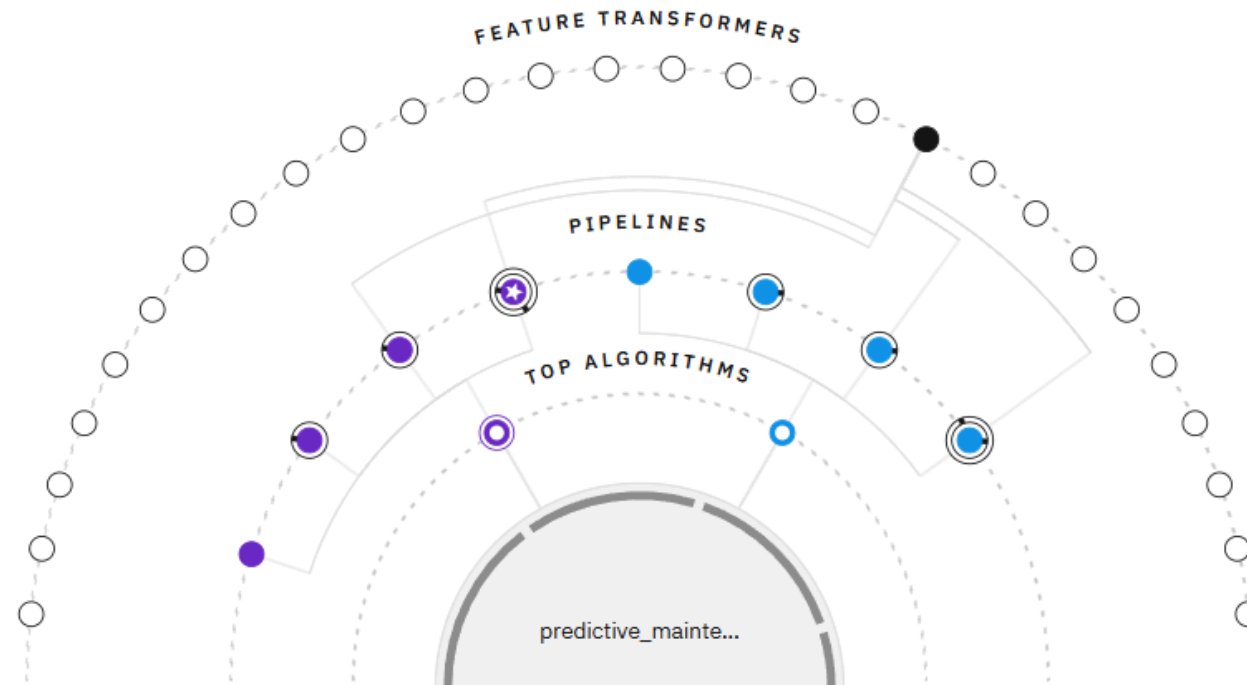 FEATURE TRANSFORMERS
PIPELINES
TOP ALGORITHMS
predictive_mainte...